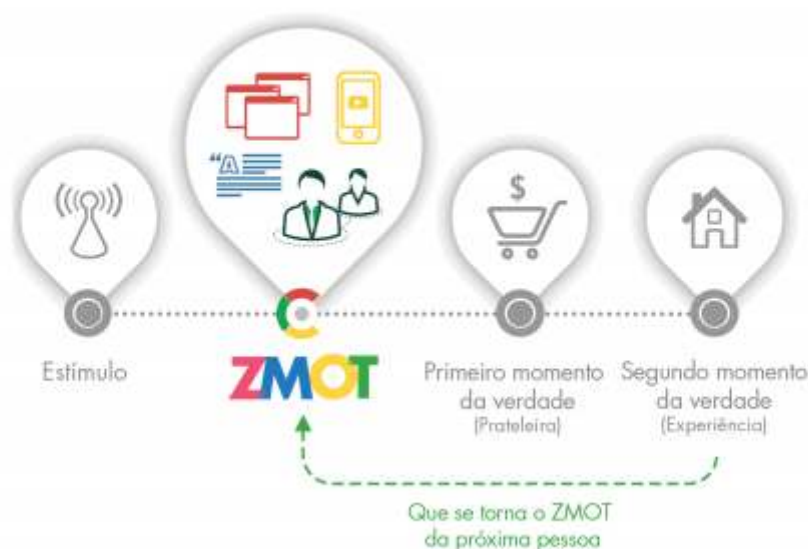 “A
$
Estímulo
ZMOT
Primeiro momento
da verdade
(Prateleira)
Segundo momento
da verdade
(Experiência)
Que se torna o ZMOT
da próxima pessoa